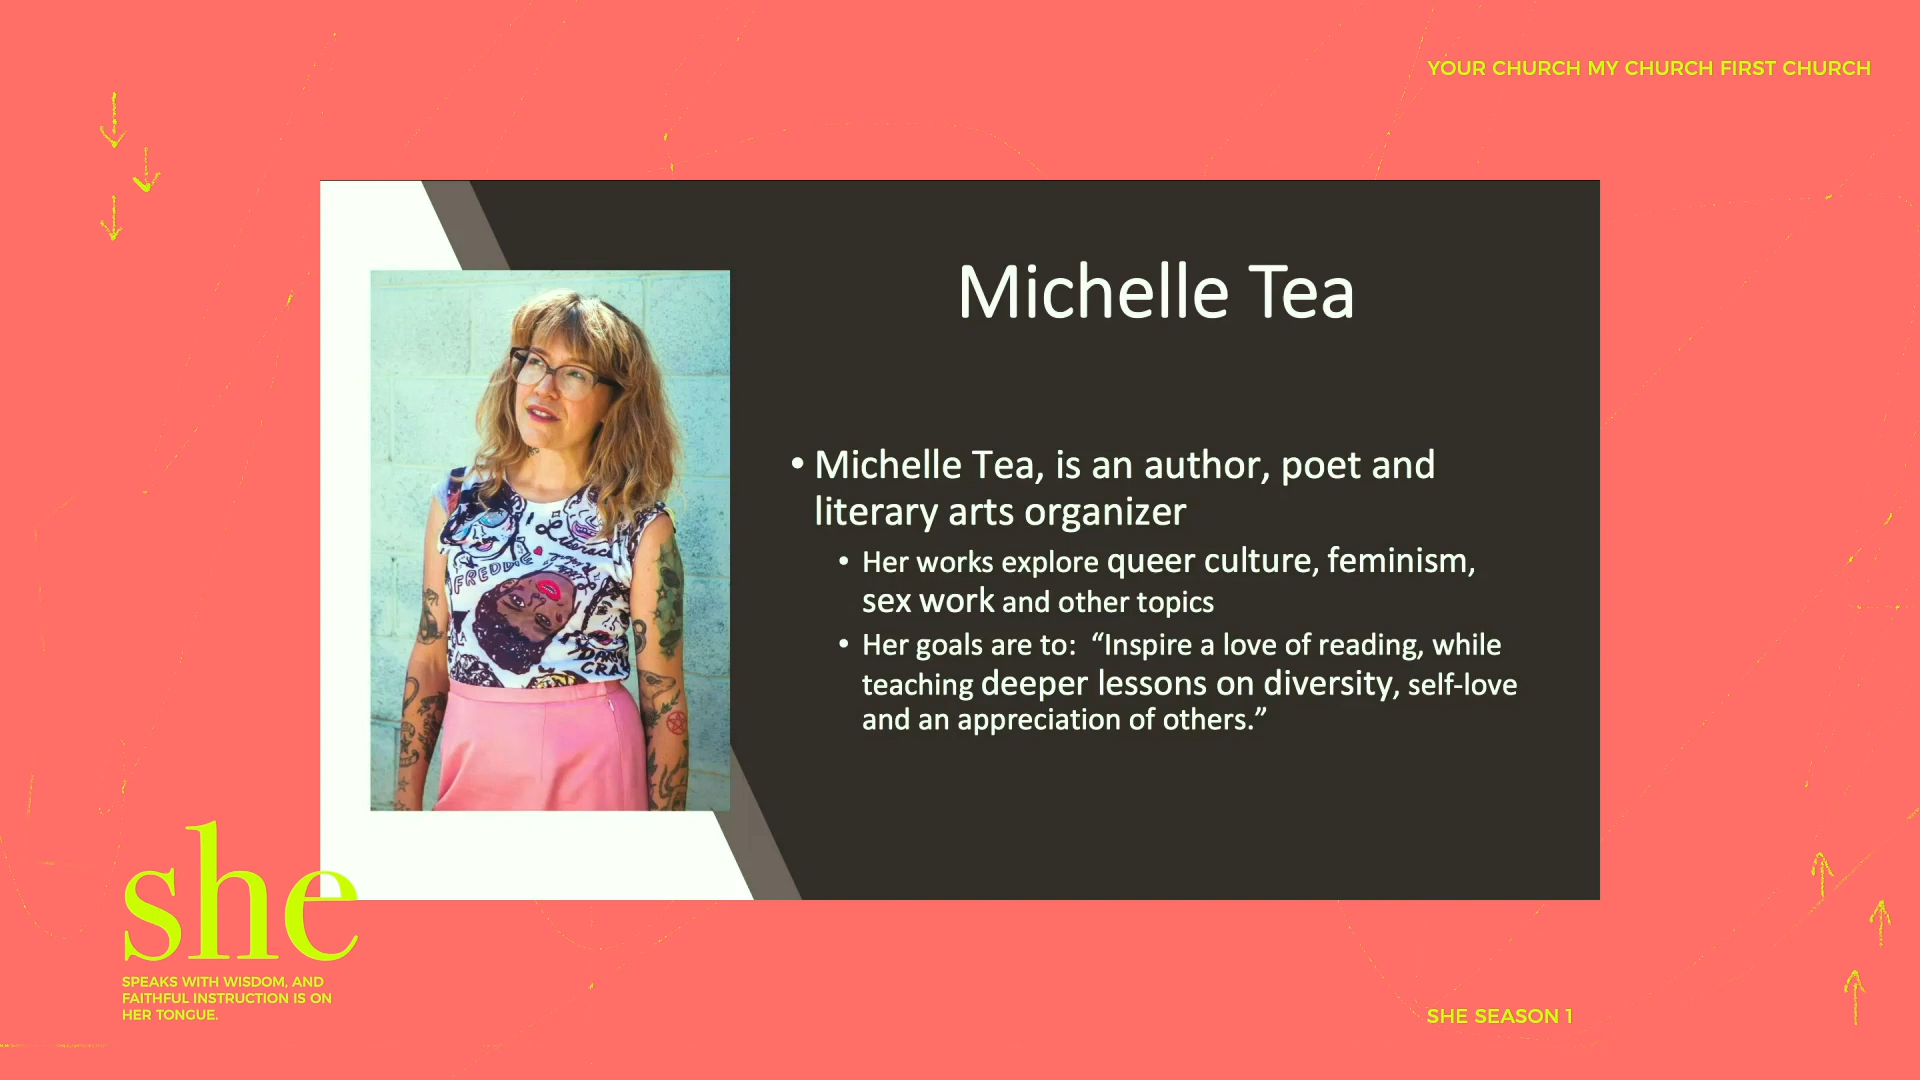 YOUR CHURCH MY CHURCH FIRST CHURCH
Michelle Tea
• Michelle Tea, is an author, poet and
literary arts organizer
• Her works explore queer culture, feminism,
sex work and other topics
• Her goals are to: “Inspire a love of reading, while
teaching deeper lessons on diversity, self-love
and an appreciation of others.”
FREDDIE
she
SPEAKS WITH WISDOM, AND
FAITHFUL INSTRUCTION IS ON
HER TONGUE.
SHE SEASON 1